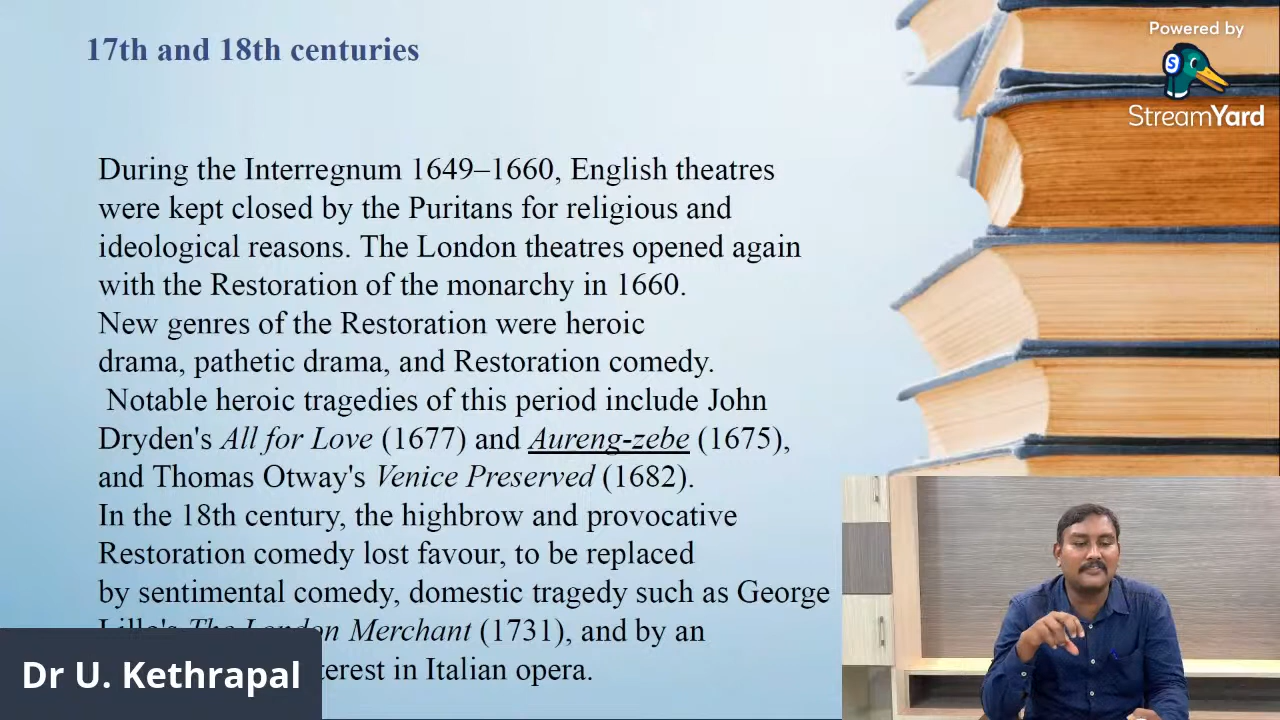 17th and 18th centuries
Powered by
StreamYard
During the Interregnum 1649–1660, English theatres
were kept closed by the Puritans for religious and
ideological reasons. The London theatres opened again
with the Restoration of the monarchy in 1660.
New genres of the Restoration were heroic
drama, pathetic drama, and Restoration comedy.
Notable heroic tragedies of this period include John
Dryden's All for Love (1677) and Aureng-zebe (1675),
and Thomas Otway's Venice Preserved (1682).
In the 18th century, the highbrow and provocative
Restoration comedy lost favour, to be replaced
by sentimental comedy, domestic tragedy such as George
Lillo's The London Merchant (1731), and by an
terest in Italian opera.
Dr U. Kethrapal